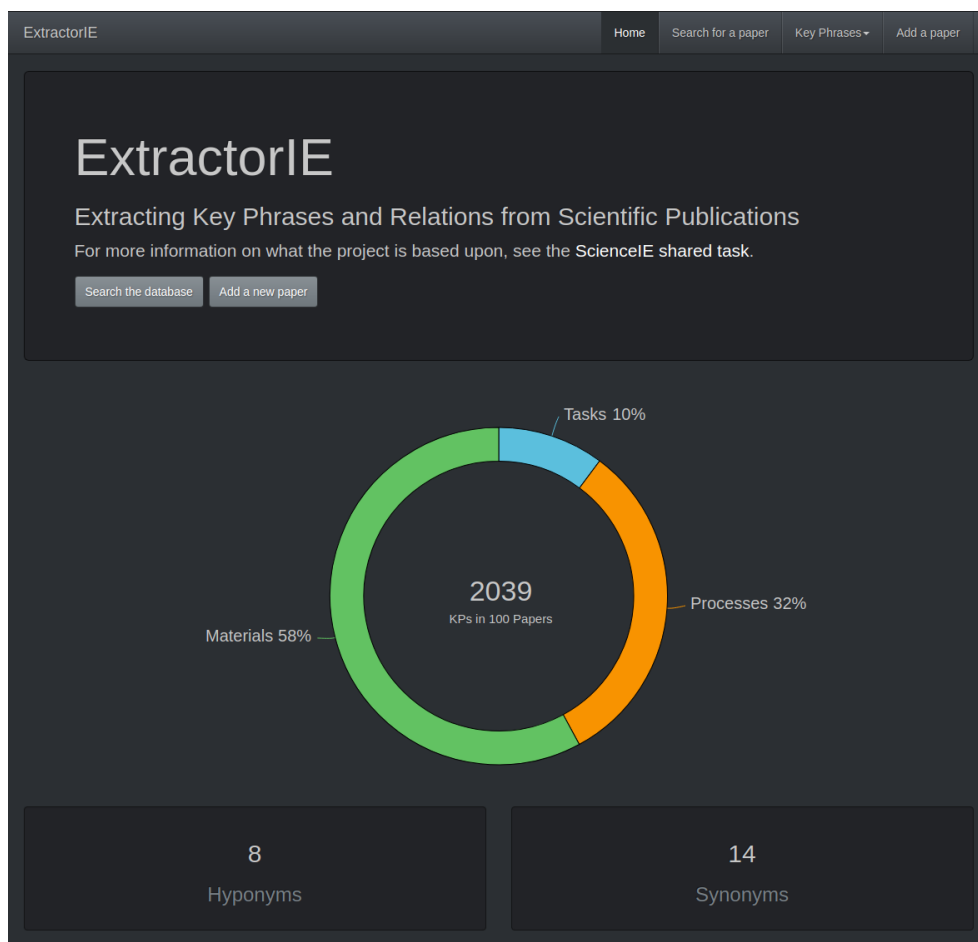 ExtractorIE
Home
Search for a paper
Key Phrases
Add a paper
ExtractorIE
Extracting Key Phrases and Relations from Scientific Publications
For more information on what the project is based upon, see the ScienceIE shared task.
Search the database
Add a new paper
Tasks 10%
2039
KPs in 100 Papers
Processes 32%
Materials 58%
8
Hyponyms
14
Synonyms